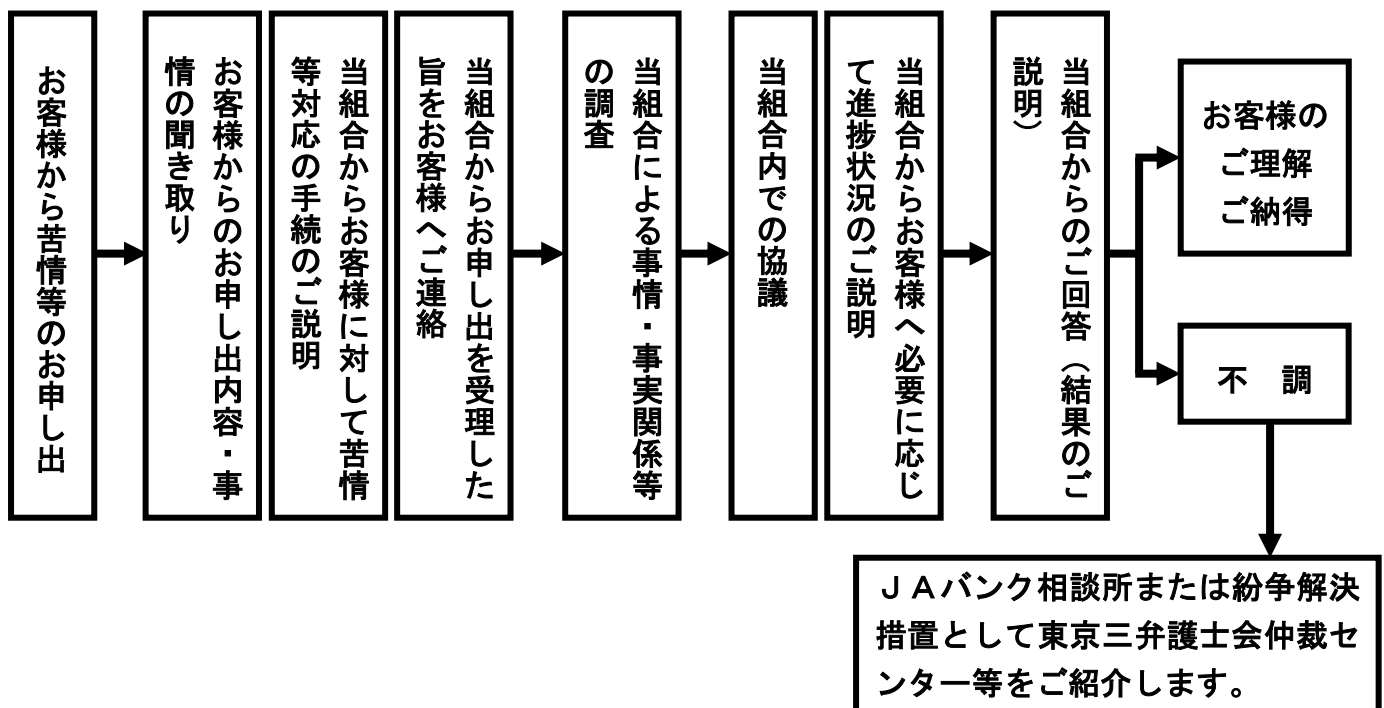 お客様から苦情等のお申し出
お客様からのお申し出内容・事
情の聞き取り
当組合からお客様に対して苦情
等対応の手続のご説明
当組合からお申し出を受理した
旨をお客様へご連絡
当組合による事情・事実関係等
の調査
当組合内での協議
当組合からお客様へ必要に応じ
て進捗状況のご説明
当組合からのご回答（結果のご
説明）
お客様の
ご理解
ご納得
不　調
ＪＡバンク相談所または紛争解決
措置として東京三弁護士会仲裁セ
ンター等をご紹介します。